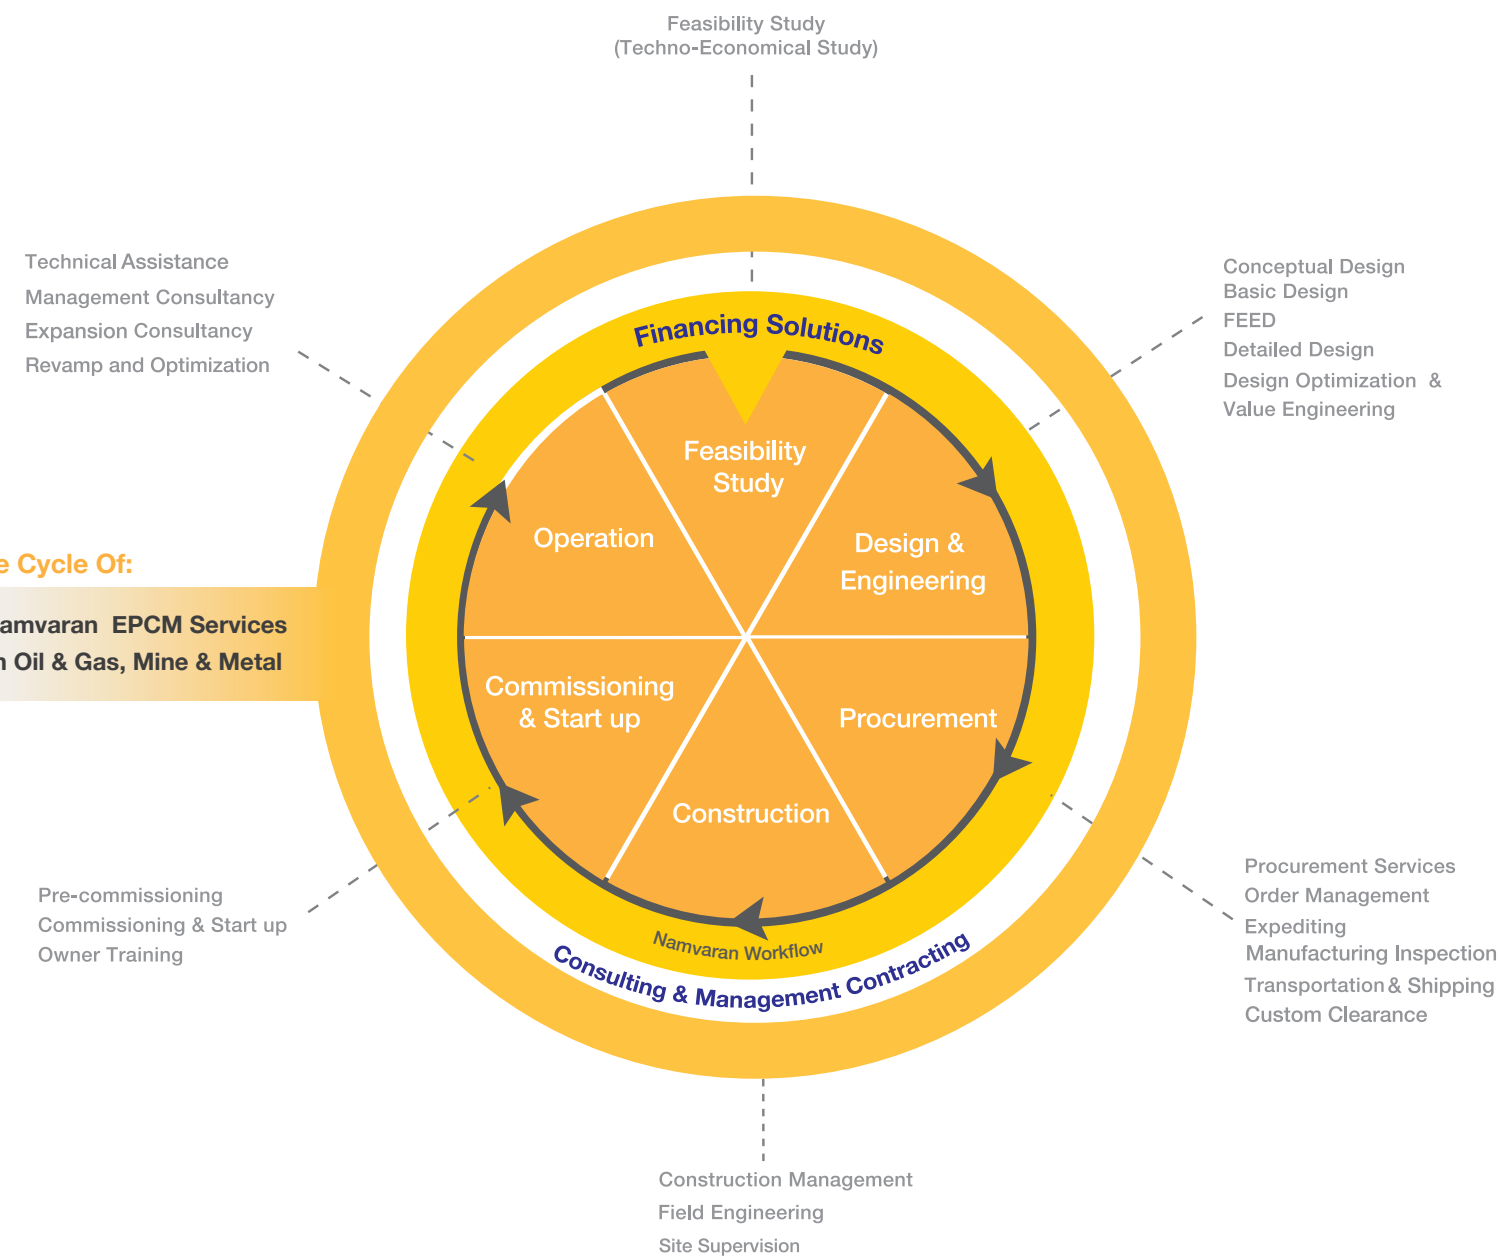 Feasibility Study
(Techno-Economical Study)
Technical Assistance
Management Consultancy
Expansion Consultancy
Revamp and Optimization
Conceptual Design
Basic Design
FEED
Detailed Design
Design Optimization &
Value Engineering
Financing Solutions
Feasibility
Study
Operation
Design &
Engineering
Cycle Of:
EPCM Services
Oil & Gas, Mine & Metal
Commissioning
& Start up
Procurement
Construction
Namvaran Workflow
Consulting & Management Contracting
Pre-commissioning
Commissioning & Start up
Owner Training
Procurement Services
Order Management
Expediting
Manufacturing Inspection
Transportation & Shipping
Custom Clearance
Construction Management
Field Engineering
Site Supervision